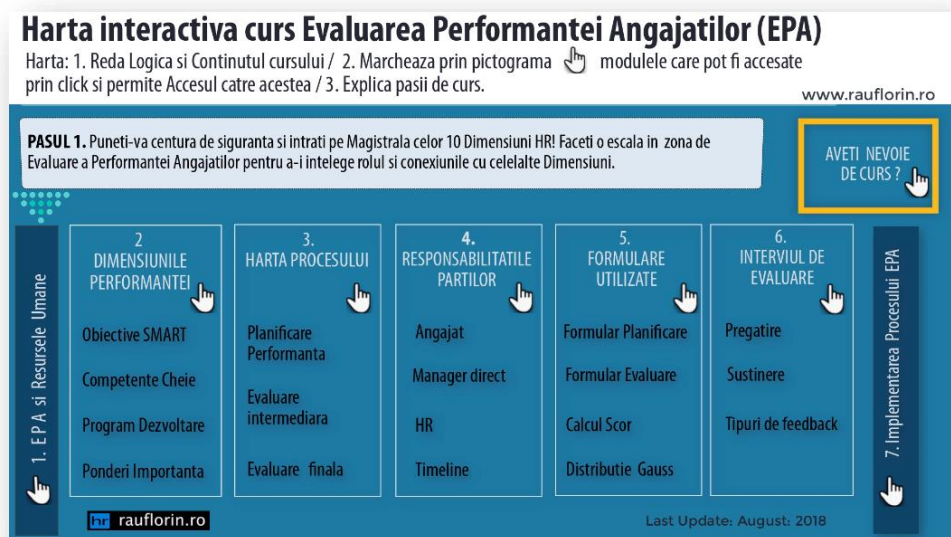 Harta interactiva curs Evaluarea Performantei Angajatilor (EPA)
Harta: 1. Reda Logica si Continutul cursului / 2. Marcheaza prin pictograma modulele care pot fi accesate
prin click si permite Accesul catre acestea / 3. Explica pasii de curs.
www.rauflorin.ro
PASUL 1. Puneti-va centura de siguranta si intrati pe Magistrala celor 10 Dimensiuni HR! Faceti o escala in zona de
Evaluare a Performantei Angajatilor pentru a-i intelege rolul si conexiunile cu celelalte Dimensiuni.
AVETI NEVOIE
DE CURS ?
1. E P A si Resursele Umane
2
DIMENSIUNILE
PERFORMANTEI
Obiective SMART
Competente Cheie
Program Dezvoltare
Ponderi Importanta
3.
HARTA PROCESULUI
Planificare
Performanta
Evaluare
intermediara
Evaluare finala
4.
RESPONSABILITATILE
PARTILOR
Angajat
Manager direct
HR
Timeline
5.
FORMULARE
UTILIZATE
Formular Planificare
Formular Evaluare
Calcul Scor
Distributie Gauss
6.
INTERVIUL DE
EVALUARE
Pregatire
Sustinere
Tipuri de feedback
7. Implementarea Procesului EPA
hr rauflorin.ro
Last Update: August: 2018